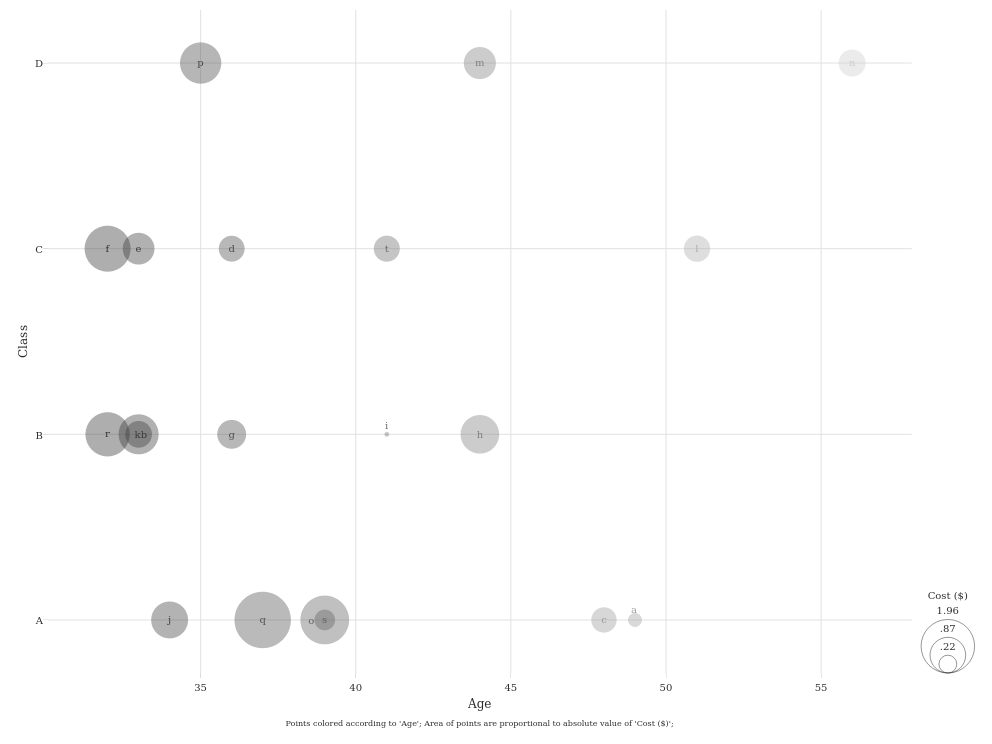 D
p
m
n
C
f
e
d
t
l
Class
B
r
kb
g
i
h
A
j
q
o
s
c
a
Cost ($)
1.96
.87
.22
35
40
45
50
55
Age
Points colored according to 'Age'; Area of points are proportional to absolute value of 'Cost ($)';